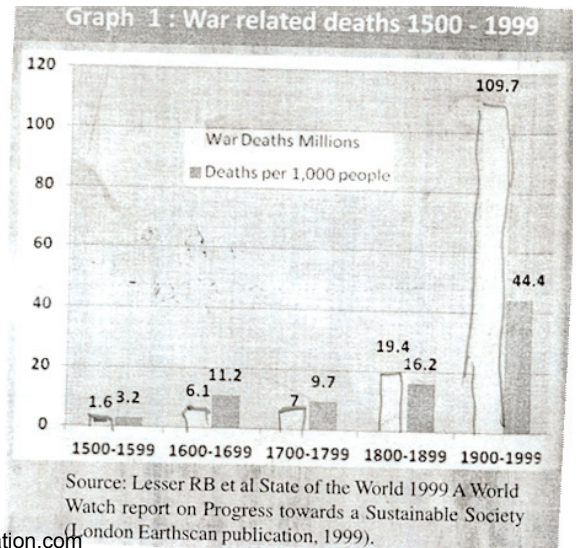 Graph 1 : War related deaths 1500 - 1999
120
109.7
100
War Deaths Millions
Deaths per 1,000 people
80
60
44.4
40
19.4
20
16.2
11.2
9.7
6.1
7
1.6 3.2
0
1500-1599 1600-1699 1700-1799 1800-1899 1900-1999
Source: Lesser RB et al State of the World 1999 A World
Watch report on Progress towards a Sustainable Society
(London Earthscan publication, 1999).
ation.com